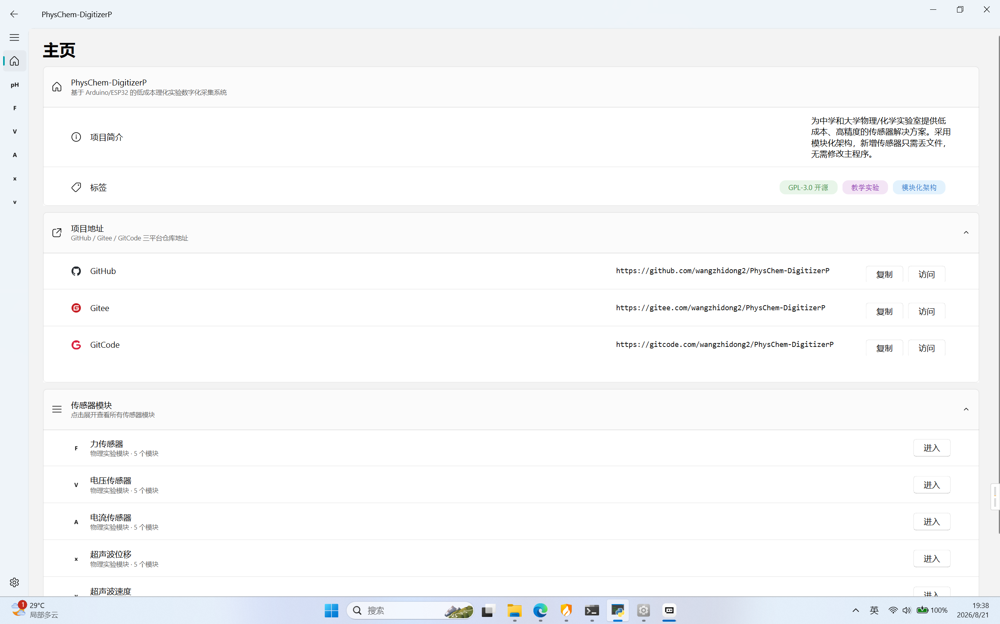 PhysChem-DigitizerP
主页
pH
F
V
A
x
v
PhysChem-DigitizerP
基于 Arduino/ESP32 的低成本理化实验数字化采集系统
项目简介
为中学和大学物理/化学实验室提供低
成本、高精度的传感器解决方案。采用
模块化架构，新增传感器只需丢文件，
无需修改主程序。
标签
GPL-3.0 开源
教学实验
模块化架构
项目地址
GitHub / Gitee / GitCode 三平台仓库地址
GitHub
https://github.com/wangzhidong2/PhysChem-DigitizerP
复制
访问
Gitee
https://gitee.com/wangzhidong2/PhysChem-DigitizerP
复制
访问
GitCode
https://gitcode.com/wangzhidong2/PhysChem-DigitizerP
复制
访问
传感器模块
点击展开查看所有传感器模块
F
力传感器
物理实验模块 · 5 个模块
进入
V
电压传感器
物理实验模块 · 5 个模块
进入
A
电流传感器
物理实验模块 · 5 个模块
进入
x
超声波位移
物理实验模块 · 5 个模块
进入
v
超声波速度
进入
1
29°C
局部多云
搜索
英
100%
19:38
2026/8/21